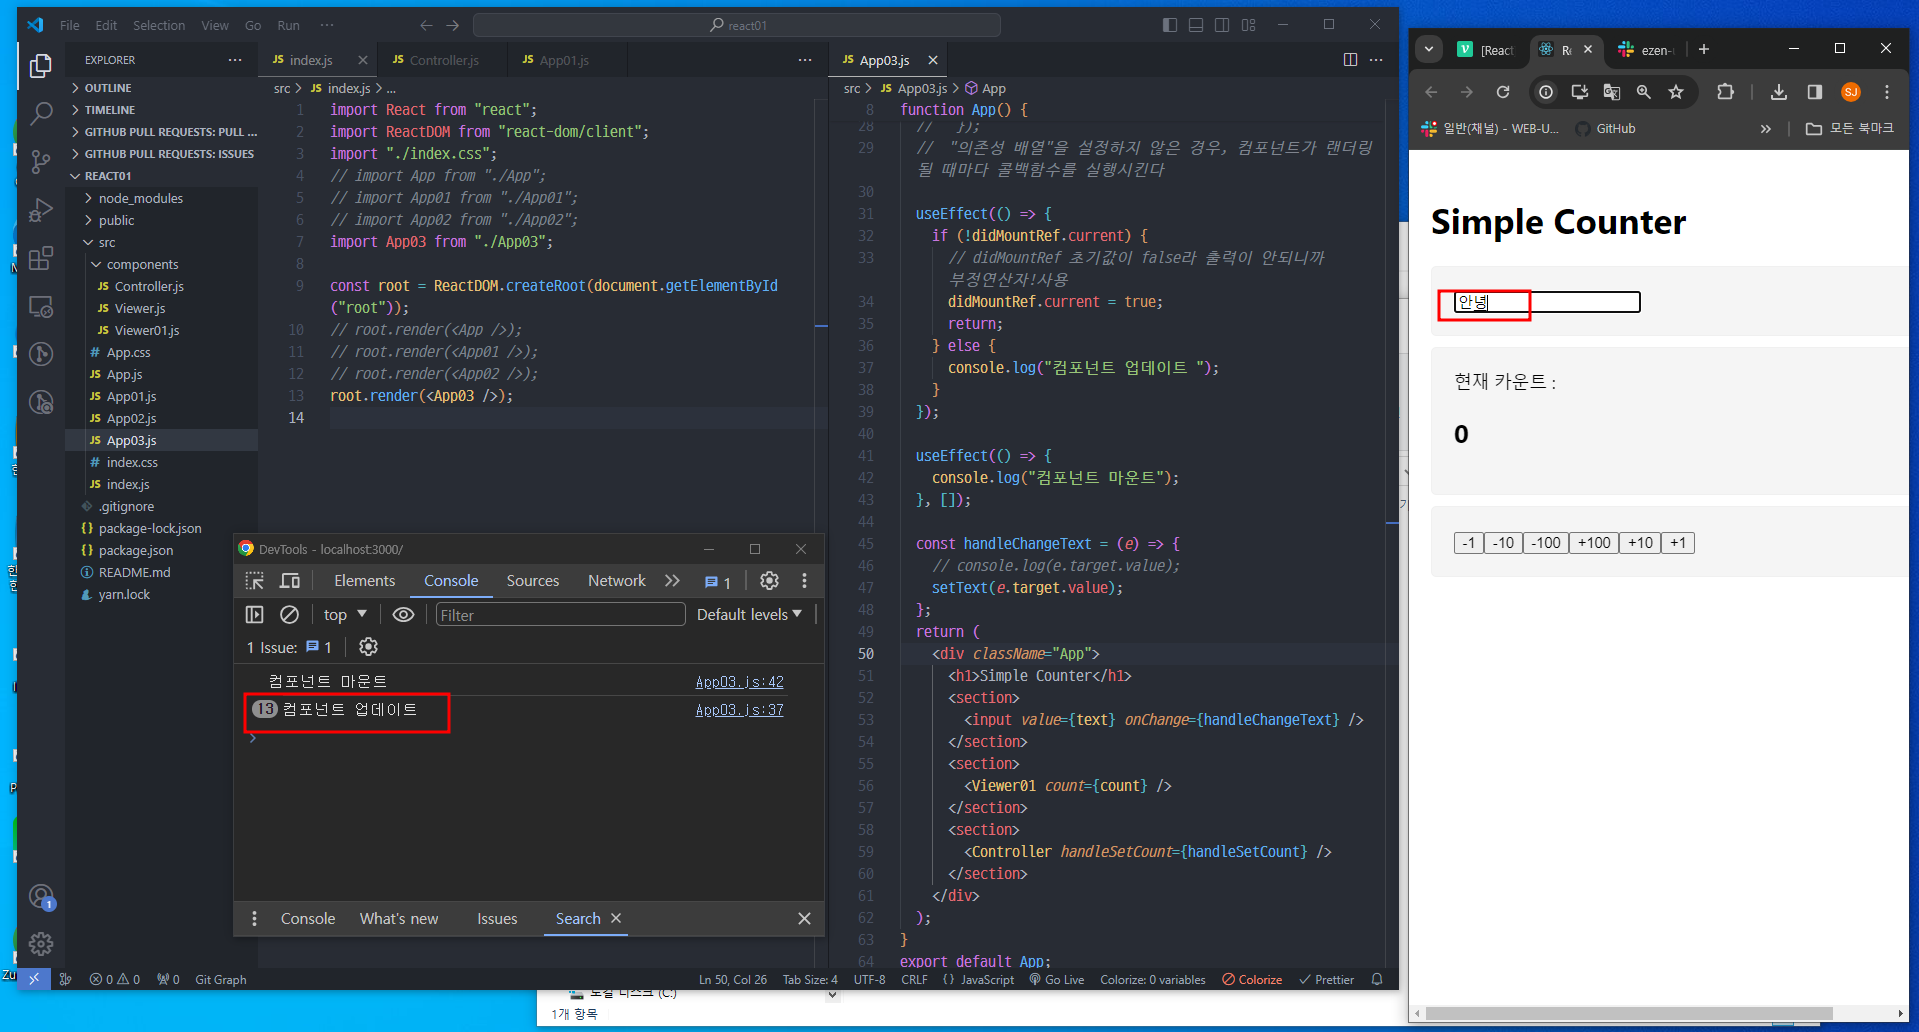 File Edit Selection View Go Run ···
react01
EXPLORER
OUTLINE
TIMELINE
GITHUB PULL REQUESTS: PULL ...
GITHUB PULL REQUESTS: ISSUES
REACT01
node_modules
public
src
components
JS Controller.js
JS Viewer.js
JS Viewer01.js
# App.css
JS App.js
JS App01.js
JS App02.js
JS App03.js
# index.css
JS index.js
.gitignore
{} package-lock.json
{} package.json
README.md
yarn.lock
JS index.js
JS Controller.js
JS App01.js
src > JS index.js > ...
1 import React from "react";
2 import ReactDOM from "react-dom/client";
3 import "./index.css";
4 // import App from "./App";
5 // import App01 from "./App01";
6 // import App02 from "./App02";
7 import App03 from "./App03";
8
9 const root = ReactDOM.createRoot(document.getElementById
("root"));
10 // root.render(<App />);
11 // root.render(<App01 />);
12 // root.render(<App02 />);
13 root.render(<App03 />);
14
JS App03.js
src > JS App03.js > App
8 function App() {
28 // });
29 // "의존성 배열"을 설정하지 않은 경우, 컴포넌트가 랜더링
될 때마다 콜백함수를 실행시킨다
30
31 useEffect(() => {
32 if (!didMountRef.current) {
33 // didMountRef 초기값이 false라 출력이 안되니까
부정연산자!사용
34 didMountRef.current = true;
35 return;
36 } else {
37 console.log("컴포넌트 업데이트 ");
38 }
39 });
40
41 useEffect(() => {
42 console.log("컴포넌트 마운트");
43 }, []);
44
45 const handleChangeText = (e) => {
46 // console.log(e.target.value);
47 setText(e.target.value);
48 };
49 return (
50 <div className="App">
51 <h1>Simple Counter</h1>
52 <section>
53 <input value={text} onChange={handleChangeText} />
54 </section>
55 <section>
56 <Viewer01 count={count} />
57 </section>
58 <section>
59 <Controller handleSetCount={handleSetCount} />
60 </section>
61 </div>
62 );
63 }
64 export default App;
DevTools - localhost:3000/
Elements Console Sources Network 1
top Filter Default levels
1 Issue: 1
컴포넌트 마운트 App03.js:42
13 컴포넌트 업데이트 App03.js:37
Console What's new Issues Search
0 0 0 Git Graph
Ln 50, Col 26 Tab Size: 4 UTF-8 CRLF {} JavaScript Go Live Colorize: 0 variables Colorize Prettier
1
1개 항목
[React
ezen-
SJ
일반(채널) - WEB-U... GitHub 모든 북마크
Simple Counter
안녕
현재 카운트 :
0
-1 -10 -100 +100 +10 +1